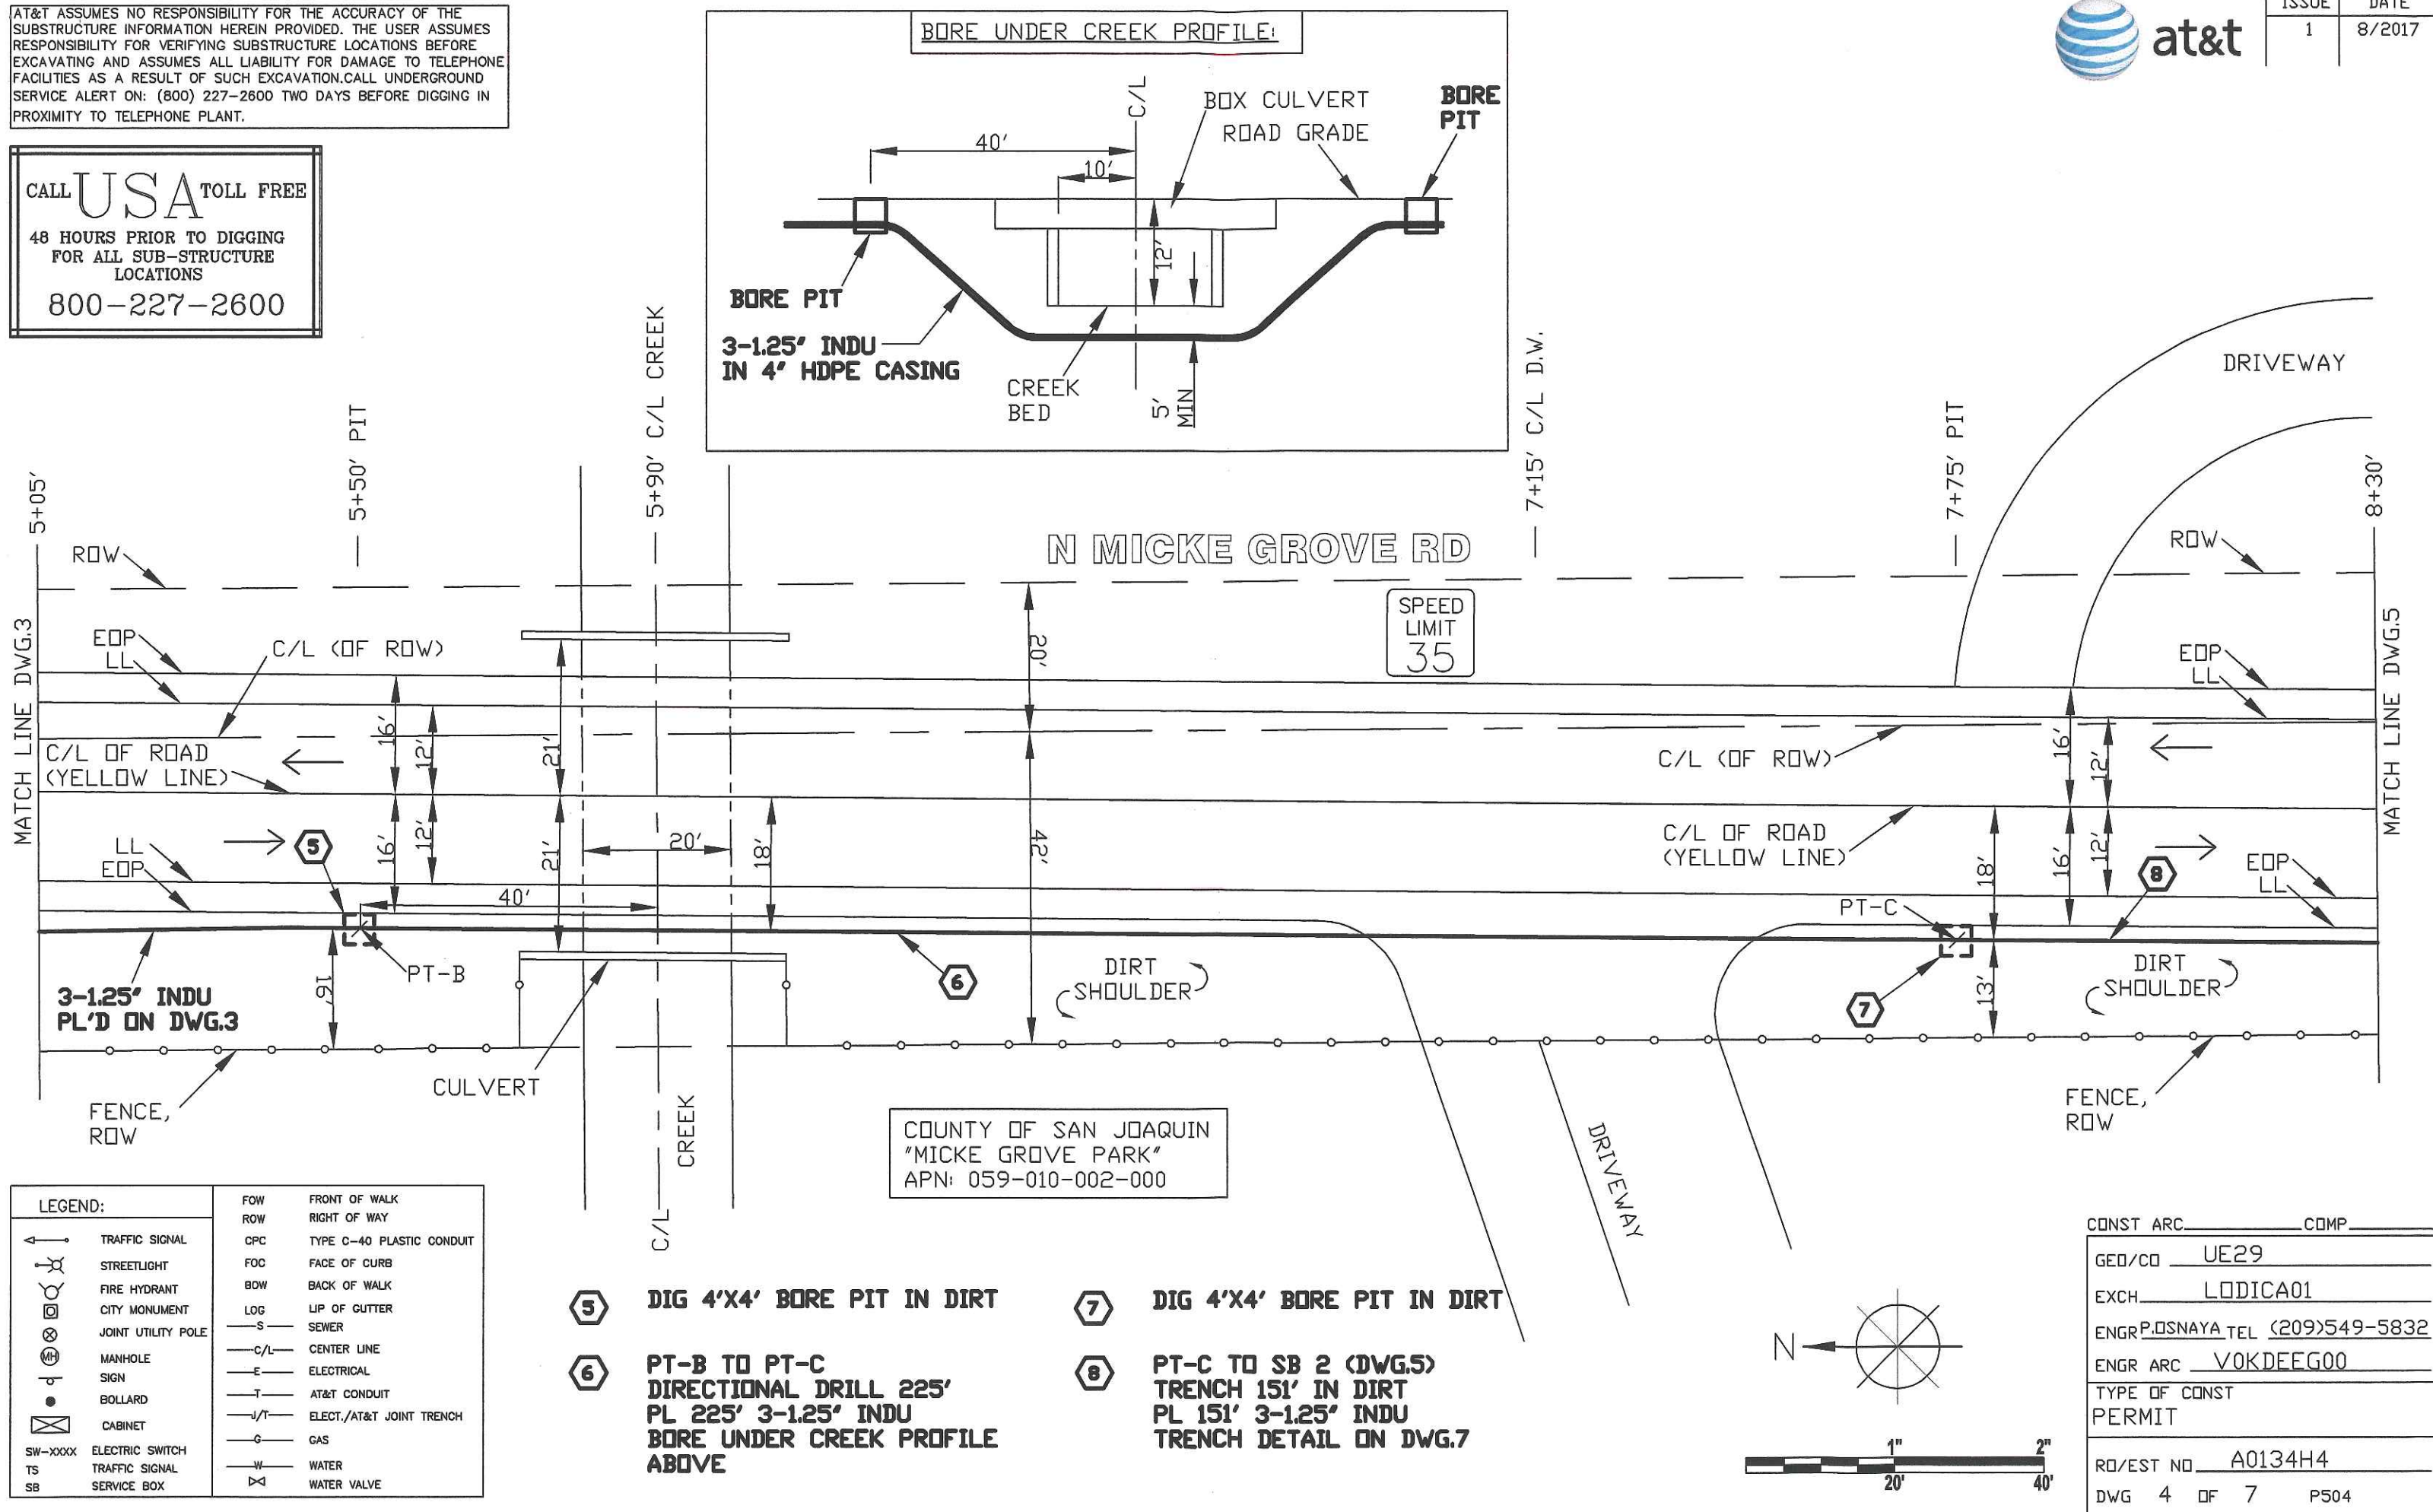 AT&T ASSUMES NO RESPONSIBILITY FOR THE ACCURACY OF THE
SUBSTRUCTURE INFORMATION HEREIN PROVIDED. THE USER ASSUMES
RESPONSIBILITY FOR VERIFYING SUBSTRUCTURE LOCATIONS BEFORE
EXCAVATING AND ASSUMES ALL LIABILITY FOR DAMAGE TO TELEPHONE
FACILITIES AS A RESULT OF SUCH EXCAVATION.CALL UNDERGROUND
SERVICE ALERT ON: (800) 227-2600 TWO DAYS BEFORE DIGGING IN
PROXIMITY TO TELEPHONE PLANT.
CALL USA TOLL FREE
48 HOURS PRIOR TO DIGGING
FOR ALL SUB-STRUCTURE
LOCATIONS
800-227-2600
BORE UNDER CREEK PROFILE:
C/L
BOX CULVERT
ROAD GRADE
BORE
PIT
40'
10'
12'
BORE PIT
3-1.25" INDU
IN 4" HDPE CASING
CREEK
BED
5'
MIN
at&t
ISSUE DATE
1 8/2017
5+05'
5+50' PIT
5+90' C/L CREEK
7+15' C/L D.W.
7+75' PIT
8+30'
DRIVEWAY
N MICKE GROVE RD
SPEED
LIMIT
35
MATCH LINE DWG.3
ROW
EOP
LL
C/L (OF ROW)
C/L OF ROAD
(YELLOW LINE)
LL
EOP
5
16'
12'
16'
12'
21'
21'
20'
18'
40'
20'
42'
PT-B
16'
3-1.25" INDU
PL'D ON DWG.3
6
DIRT
SHOULDER
CULVERT
FENCE,
ROW
C/L
CREEK
ROW
EOP
LL
C/L (OF ROW)
C/L OF ROAD
(YELLOW LINE)
16'
12'
16'
12'
18'
13'
8
EOP
LL
PT-C
7
DIRT
SHOULDER
FENCE,
ROW
MATCH LINE DWG.5
DRIVEWAY
COUNTY OF SAN JOAQUIN
"MICKE GROVE PARK"
APN: 059-010-002-000
LEGEND:
TRAFFIC SIGNAL
STREETLIGHT
FIRE HYDRANT
CITY MONUMENT
JOINT UTILITY POLE
MH MANHOLE
SIGN
BOLLARD
CABINET
SW-XXXX ELECTRIC SWITCH
TS TRAFFIC SIGNAL
SB SERVICE BOX
FOW FRONT OF WALK
ROW RIGHT OF WAY
CPC TYPE C-40 PLASTIC CONDUIT
FOC FACE OF CURB
BOW BACK OF WALK
LOG LIP OF GUTTER
S SEWER
C/L CENTER LINE
E ELECTRICAL
T AT&T CONDUIT
J/T ELECT./AT&T JOINT TRENCH
G GAS
W WATER
WATER VALVE
5 DIG 4'X4' BORE PIT IN DIRT
6 PT-B TO PT-C
DIRECTIONAL DRILL 225'
PL 225' 3-1.25" INDU
BORE UNDER CREEK PROFILE
ABOVE
7 DIG 4'X4' BORE PIT IN DIRT
8 PT-C TO SB 2 (DWG.5)
TRENCH 151' IN DIRT
PL 151' 3-1.25" INDU
TRENCH DETAIL ON DWG.7
N
1" 2"
20' 40'
CONST ARC COMP
GEO/CO UE29
EXCH LODICA01
ENGR P.OSNAYA TEL (209)549-5832
ENGR ARC V0KDEEG00
TYPE OF CONST
PERMIT
RO/EST NO A0134H4
DWG 4 OF 7 P504